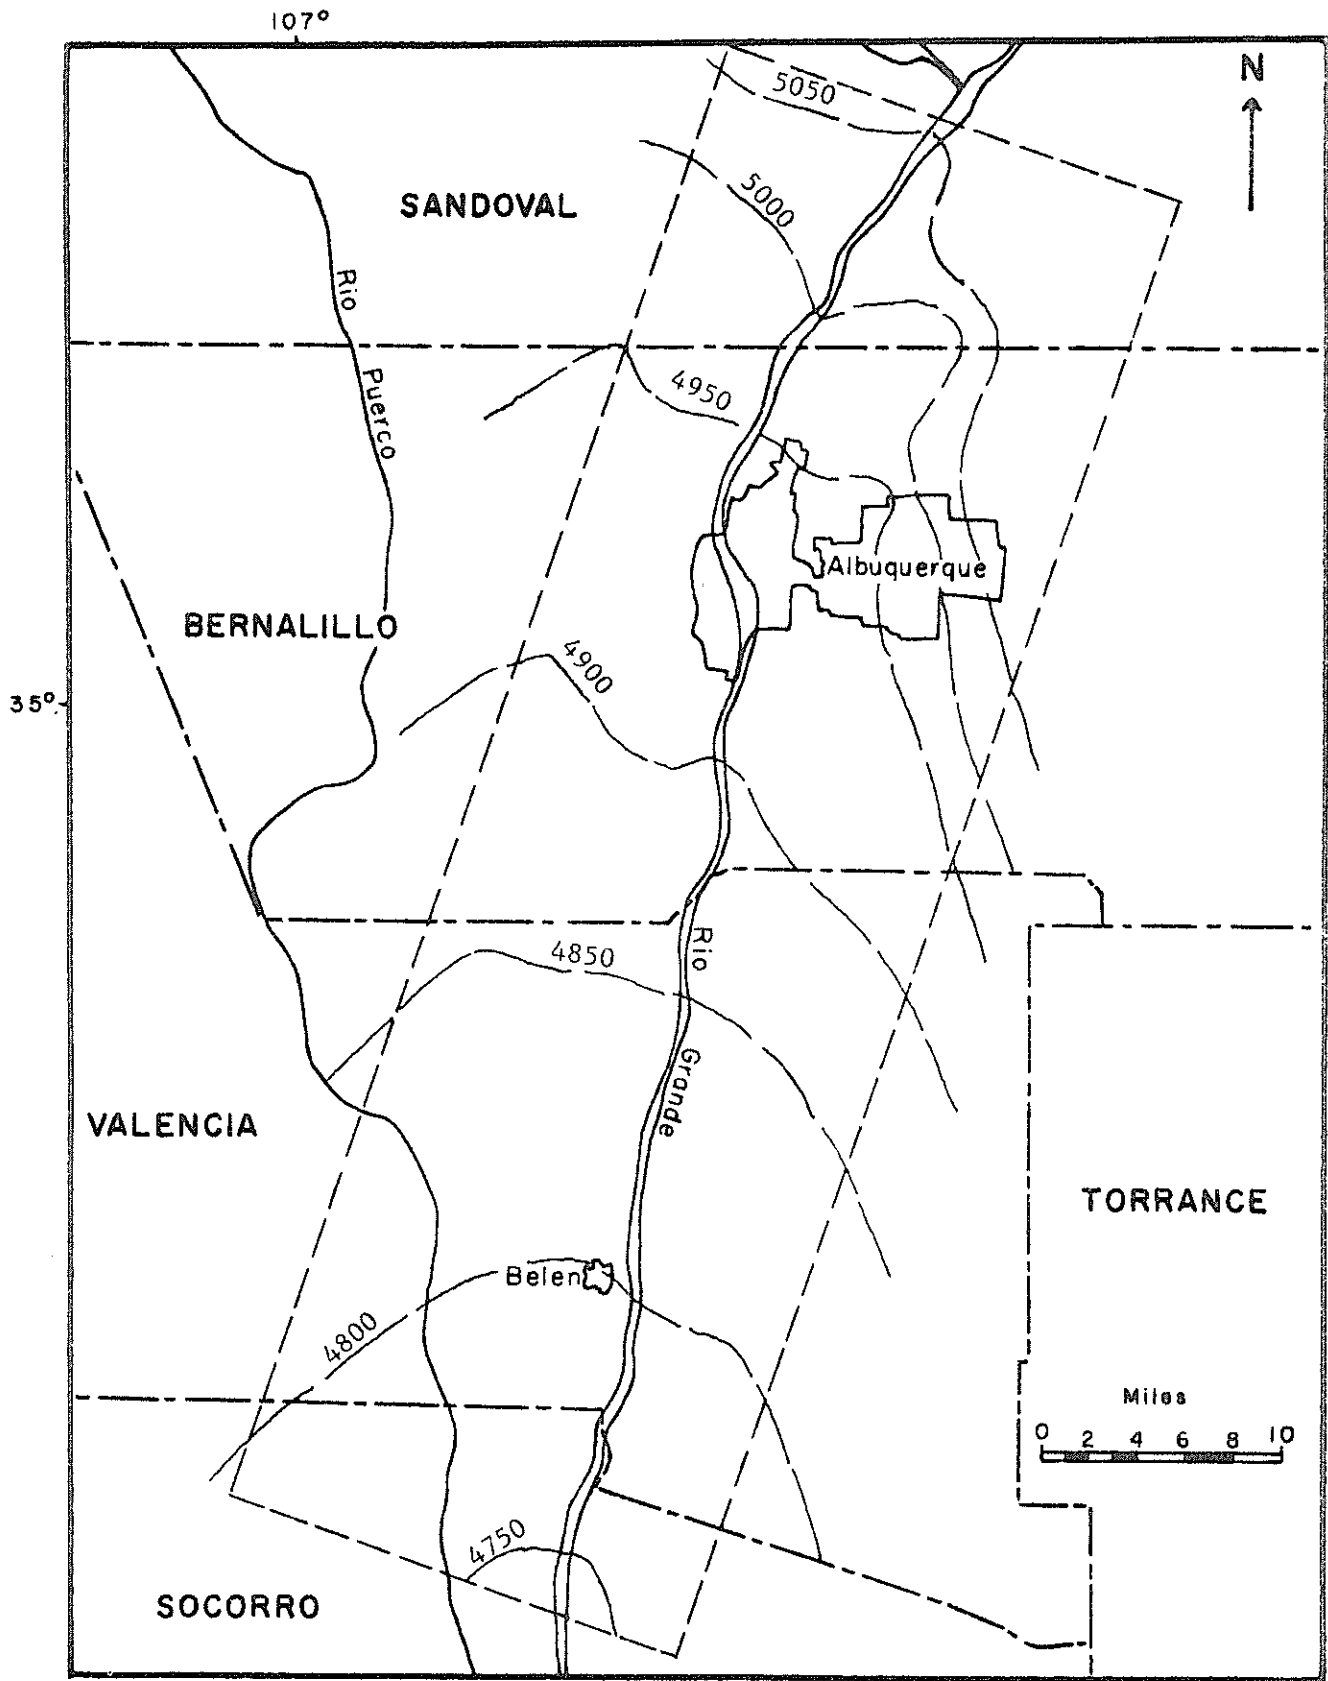 107°
N
5050
5000
SANDOVAL
Rio
Puerco
4950
Albuquerque
BERNALILLO
4900
35°
Rio
Grande
4850
VALENCIA
TORRANCE
Belen
4800
Miles
0 2 4 6 8 10
4750
SOCORRO